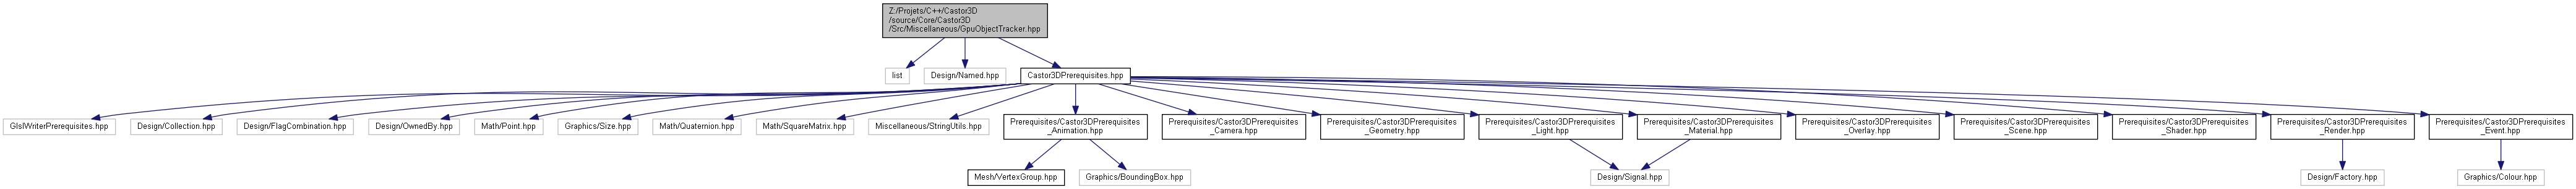 Z:/Projets/C++/Castor3D
/source/Core/Castor3D
/Src/Miscellaneous/GpuObjectTracker.hpp
list
Design/Named.hpp
Castor3DPrerequisites.hpp
GlslWriterPrerequisites.hpp
Design/Collection.hpp
Design/FlagCombination.hpp
Design/OwnedBy.hpp
Math/Point.hpp
Graphics/Size.hpp
Math/Quaternion.hpp
Math/SquareMatrix.hpp
Miscellaneous/StringUtils.hpp
Prerequisites/Castor3DPrerequisites
_Animation.hpp
Prerequisites/Castor3DPrerequisites
_Camera.hpp
Prerequisites/Castor3DPrerequisites
_Geometry.hpp
Prerequisites/Castor3DPrerequisites
_Light.hpp
Prerequisites/Castor3DPrerequisites
_Material.hpp
Prerequisites/Castor3DPrerequisites
_Overlay.hpp
Prerequisites/Castor3DPrerequisites
_Scene.hpp
Prerequisites/Castor3DPrerequisites
_Shader.hpp
Prerequisites/Castor3DPrerequisites
_Render.hpp
Prerequisites/Castor3DPrerequisites
_Event.hpp
Mesh/VertexGroup.hpp
Graphics/BoundingBox.hpp
Design/Signal.hpp
Design/Factory.hpp
Graphics/Colour.hpp